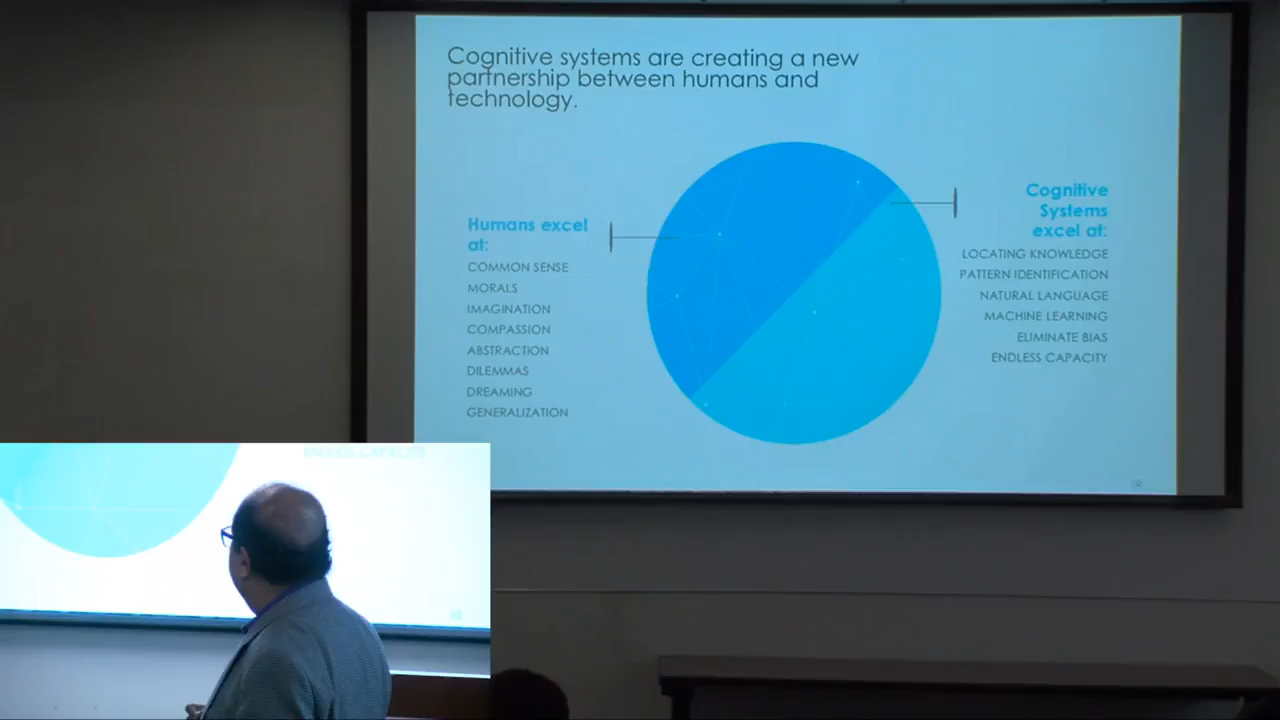 Cognitive systems are creating a new
partnership between humans and
technology.
Humans excel
at:
COMMON SENSE
MORALS
IMAGINATION
COMPASSION
ABSTRACTION
DILEMMAS
DREAMING
GENERALIZATION
Cognitive
Systems
excel at:
LOCATING KNOWLEDGE
PATTERN IDENTIFICATION
NATURAL LANGUAGE
MACHINE LEARNING
ELIMINATE BIAS
ENDLESS CAPACITY
ENDLESS CAPACITY